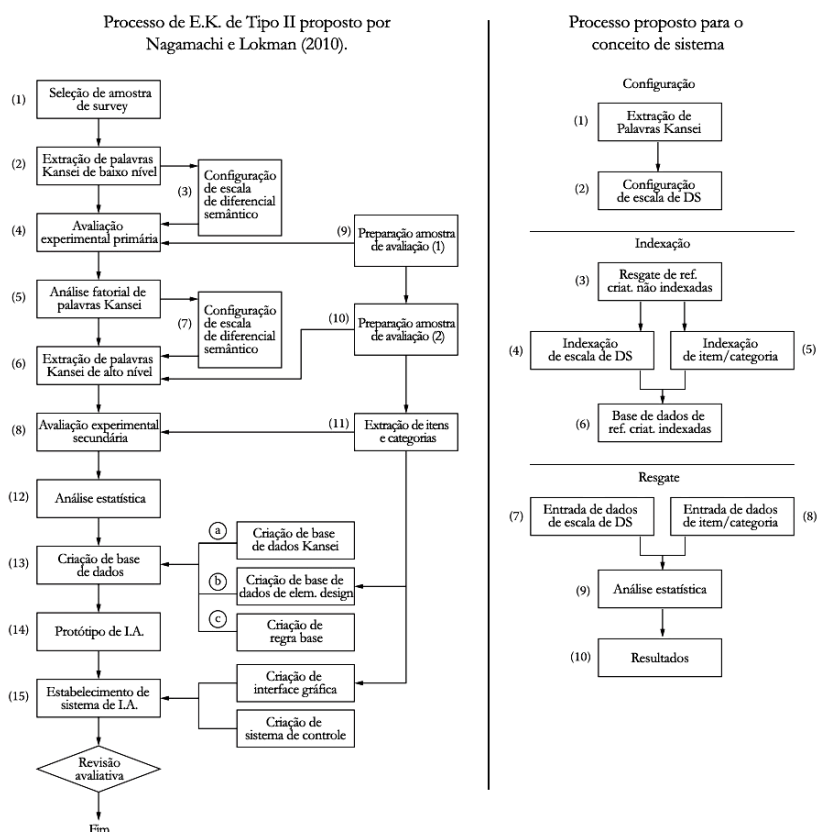 Processo de E.K. de Tipo II proposto por
Nagamachi e Lokman (2010).
(1)
Seleção de amostra
de survey
(2)
Extração de palavras
Kansei de baixo nível
(3)
Configuração
de escala
de diferencial
semântico
(4)
Avaliação
experimental primária
(9)
Preparação amostra
de avaliação (1)
(5)
Análise fatorial de
palavras Kansei
(7)
Configuração
de escala
de diferencial
semântico
(10)
Preparação amostra
de avaliação (2)
(6)
Extração de palavras
Kansei de alto nível
(8)
Avaliação experimental
secundária
(11)
Extração de itens
e categorias
(12)
Análise estatística
(13)
Criação de base
de dados
a
Criação de base
de dados Kansei
b
Criação de base de
dados de elem. design
c
Criação de
regra base
(14)
Protótipo de I.A.
(15)
Estabelecimento de
sistema de I.A.
Criação de
interface gráfica
Criação de
sistema de controle
Revisão
avaliativa
Fim
Processo proposto para o
conceito de sistema
Configuração
(1)
Extração de
Palavras Kansei
(2)
Configuração
de escala de DS
Indexação
(3)
Resgate de ref.
criat. não indexadas
(4)
Indexação
de escala de DS
Indexação
de item/categoria
(5)
(6)
Base de dados de
ref. criat. indexadas
Resgate
(7)
Entrada de dados
de escala de DS
Entrada de dados
de item/categoria
(8)
(9)
Análise estatística
(10)
Resultados